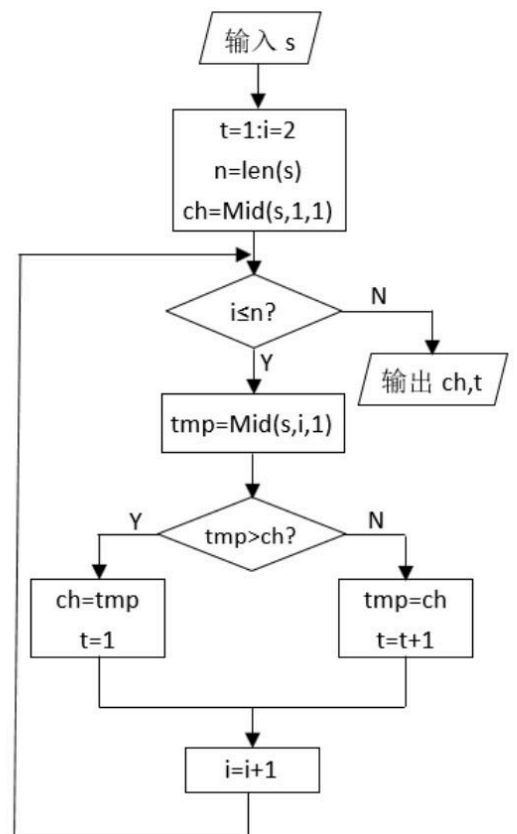 输入 s
t=1:i=2
n=len(s)
ch=Mid(s,1,1)
i≤n?
N
Y
输出 ch,t
tmp=Mid(s,i,1)
Y
tmp>ch?
N
ch=tmp
t=1
tmp=ch
t=t+1
i=i+1